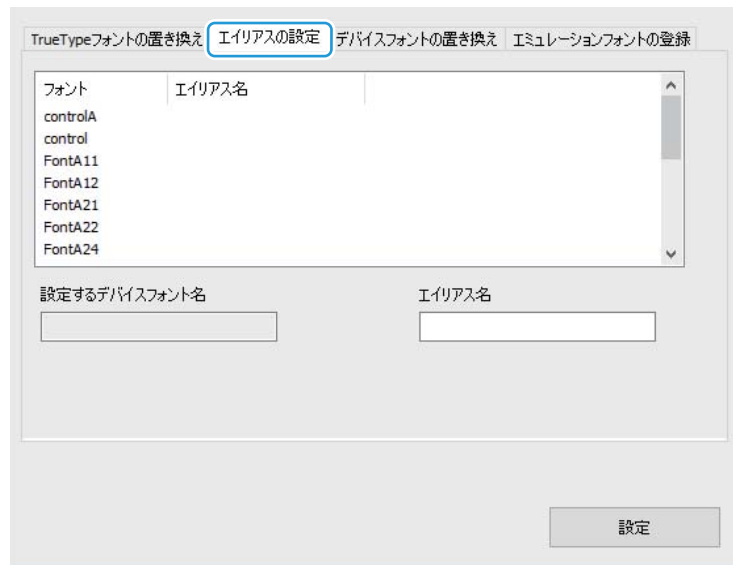 TrueTypeフォントの置き換え エイリアスの設定 デバイスフォントの置き換え エミュレーションフォントの登録
フォント エイリアス名
controlA
control
FontA11
FontA12
FontA21
FontA22
FontA24
設定するデバイスフォント名 エイリアス名
設定